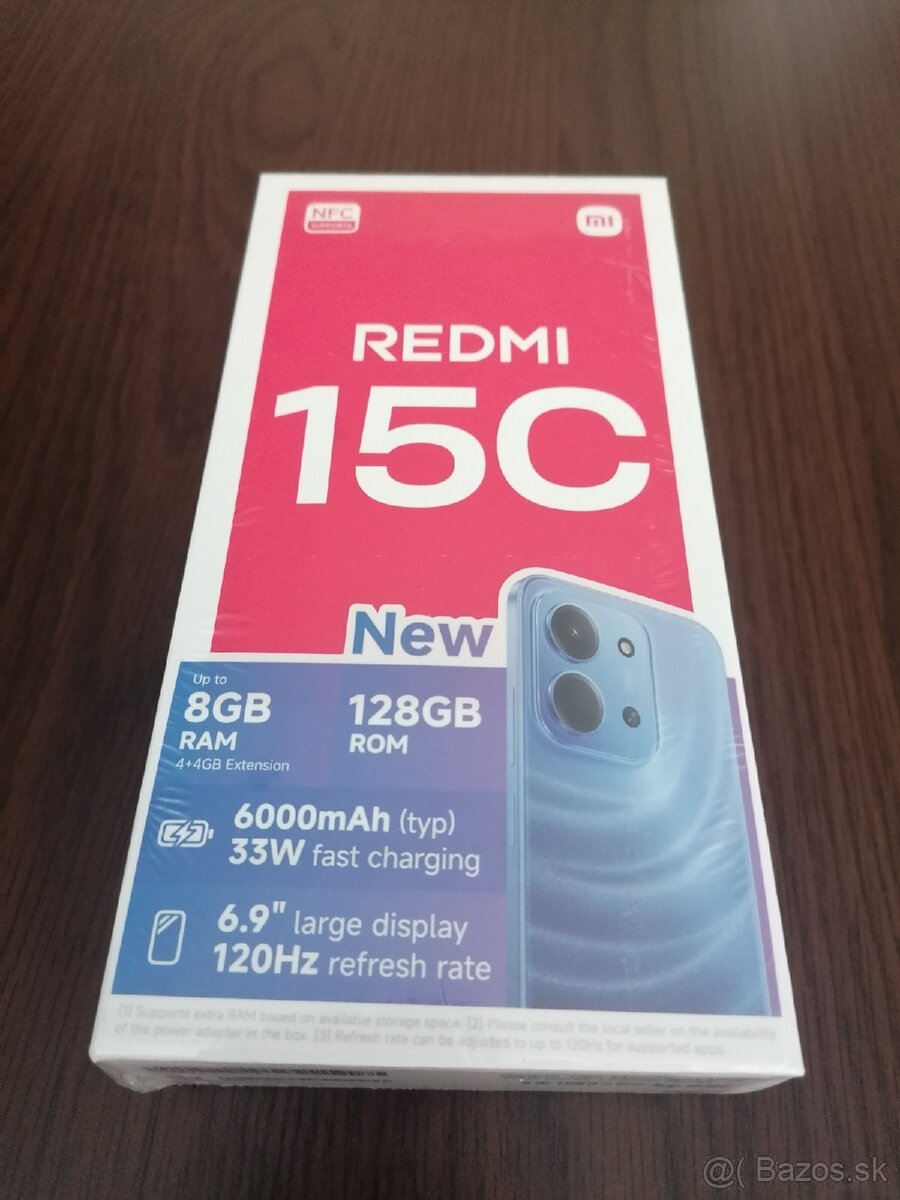 NFC
SUPPORTS
mi
REDMI
15C
New
Up to
8GB
RAM
4+4GB Extension
128GB
ROM
6000mAh (typ)
33W fast charging
6.9" large display
120Hz refresh rate
[1] Supports extra RAM based on available storage space. [2] Please consult the local seller on the availability
of the power adapter in the box. [3] Refresh rate can be adjusted to up to 120Hz for supported apps.
@( Bazos.sk